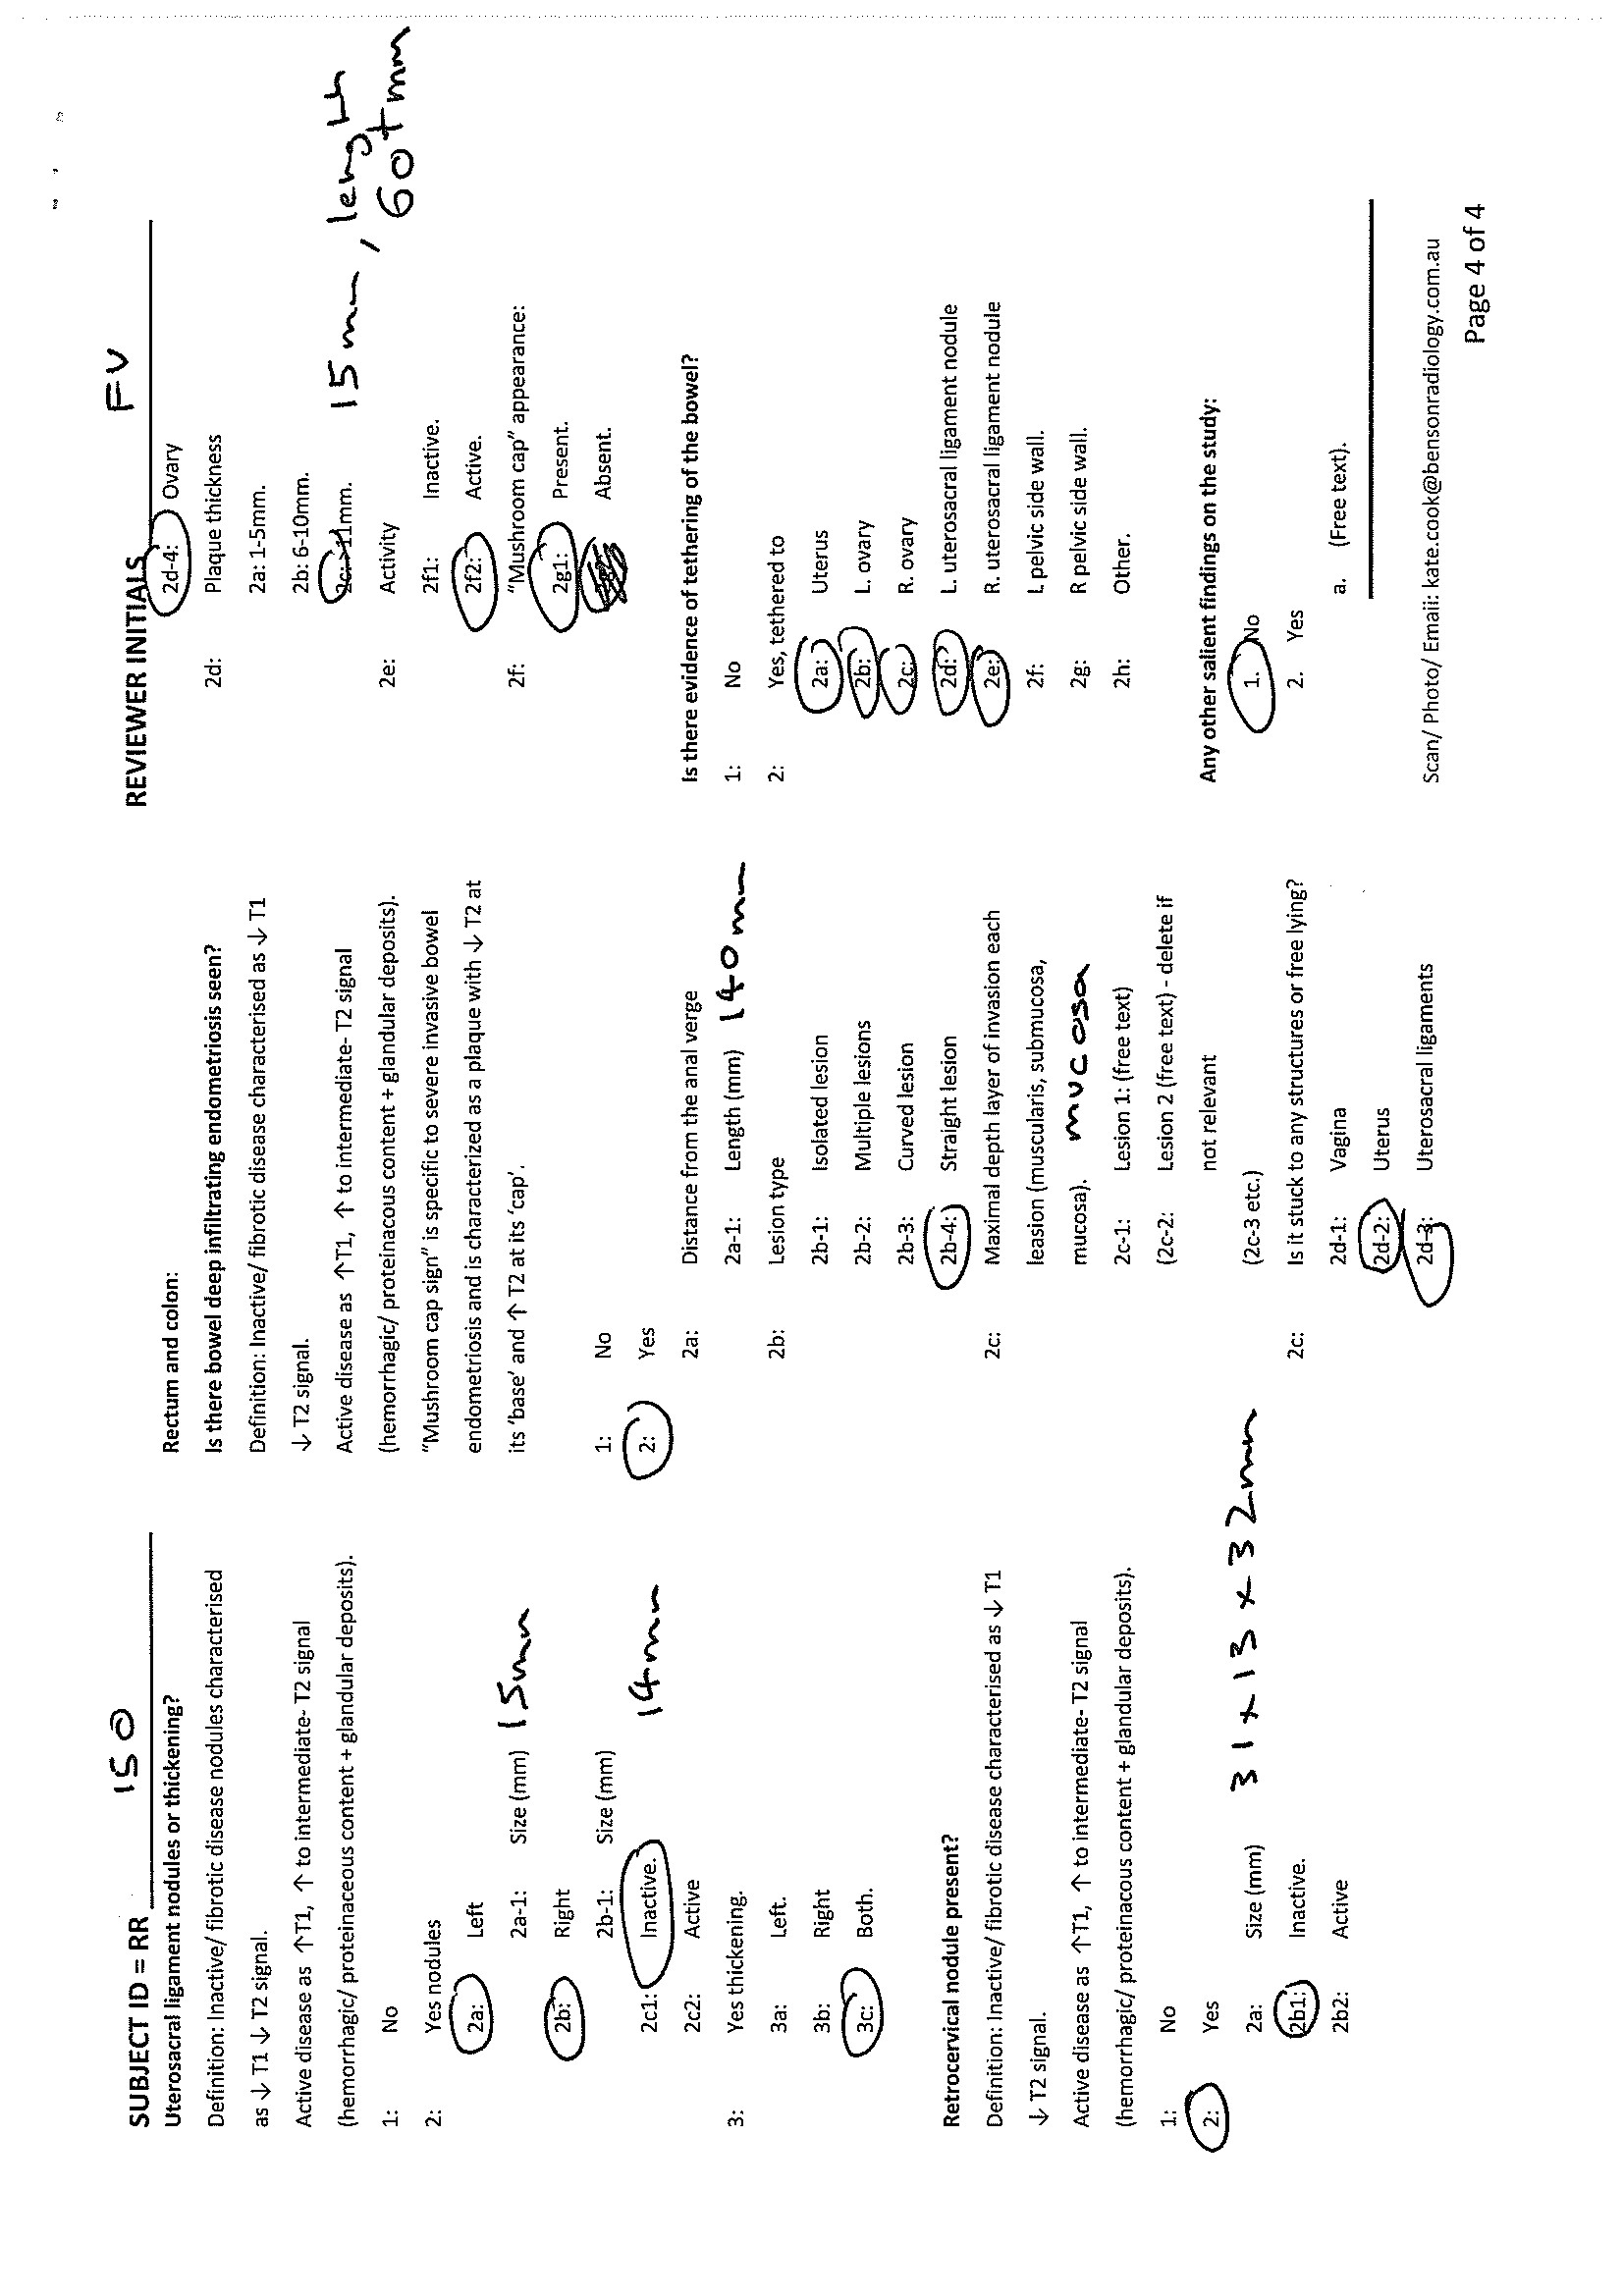 SUBJECT ID = RR 150
Uterosacral ligament nodules or thickening?
Definition: Inactive/ fibrotic disease nodules characterised
as ↓ T1 ↓ T2 signal.
Active disease as ↑T1, ↑ to intermediate- T2 signal
(hemorrhagic/ proteinaceous content + glandular deposits).
1: No
2: Yes nodules
2a: Left
2a-1: Size (mm) 15mm
2b: Right
2b-1: Size (mm) 14mm
2c1: Inactive.
2c2: Active
3: Yes thickening.
3a: Left.
3b: Right
3c: Both.
Retrocervical nodule present?
Definition: Inactive/ fibrotic disease characterised as ↓ T1
↓ T2 signal.
Active disease as ↑T1, ↑ to intermediate- T2 signal
(hemorrhagic/ proteinacous content + glandular deposits).
1: No
2: Yes
2a: Size (mm) 31 x 13 x 32mm
2b1: Inactive.
2b2: Active
Rectum and colon:
Is there bowel deep infiltrating endometriosis seen?
Definition: Inactive/ fibrotic disease characterised as ↓ T1
↓ T2 signal.
Active disease as ↑T1, ↑ to intermediate- T2 signal
(hemorrhagic/ proteinacous content + glandular deposits).
“Mushroom cap sign” is specific to severe invasive bowel
endometriosis and is characterized as a plaque with ↓ T2 at
its ‘base’ and ↑ T2 at its ‘cap’.
1: No
2: Yes
2a: Distance from the anal verge
2a-1: Length (mm) 140mm
2b: Lesion type
2b-1: Isolated lesion
2b-2: Multiple lesions
2b-3: Curved lesion
2b-4: Straight lesion
2c: Maximal depth layer of invasion each
leasion (muscularis, submucosa,
mucosa). mucosa
2c-1: Lesion 1: (free text)
(2c-2: Lesion 2 (free text) - delete if
not relevant
(2c-3 etc.)
2c: Is it stuck to any structures or free lying?
2d-1: Vagina
2d-2: Uterus
2d-3: Uterosacral ligaments
REVIEWER INITIALS FV
2d-4: Ovary
2d: Plaque thickness
2a: 1-5mm.
2b: 6-10mm.
2c: >11mm. 15mm, length
60+mm
2e: Activity
2f1: Inactive.
2f2: Active.
2f: “Mushroom cap” appearance:
2g1: Present.
Absent.
Is there evidence of tethering of the bowel?
1: No
2: Yes, tethered to
2a: Uterus
2b: L. ovary
2c: R. ovary
2d: L. uterosacral ligament nodule
2e: R. uterosacral ligament nodule
2f: L pelvic side wall.
2g: R pelvic side wall.
2h: Other.
Any other salient findings on the study:
1. No
2. Yes
a. (Free text).
Scan/ Photo/ Email: kate.cook@bensonradiology.com.au
Page 4 of 4